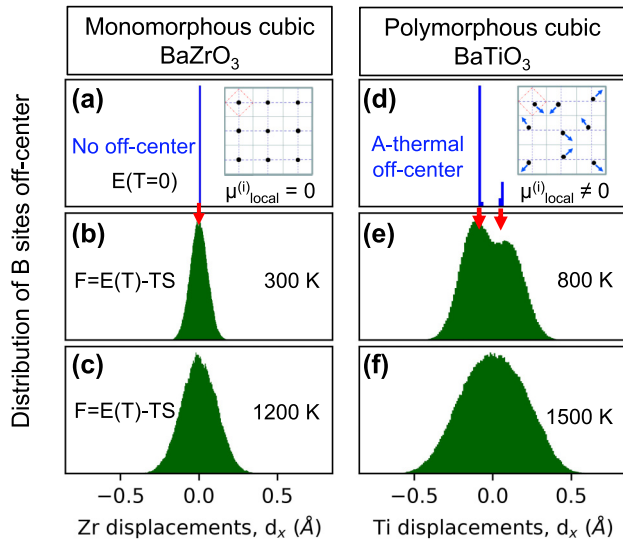 Monomorphous cubic
BaZrO₃
Polymorphous cubic
BaTiO₃
Distribution of B sites off-center
(a)
No off-center
E(T=0)
μ⁽ⁱ⁾local = 0
(b)
F=E(T)-TS
300 K
(c)
F=E(T)-TS
1200 K
-0.5
0.0
0.5
Zr displacements, dₓ (Å)
(d)
A-thermal
off-center
μ⁽ⁱ⁾local ≠ 0
(e)
800 K
(f)
1500 K
-0.5
0.0
0.5
Ti displacements, dₓ (Å)